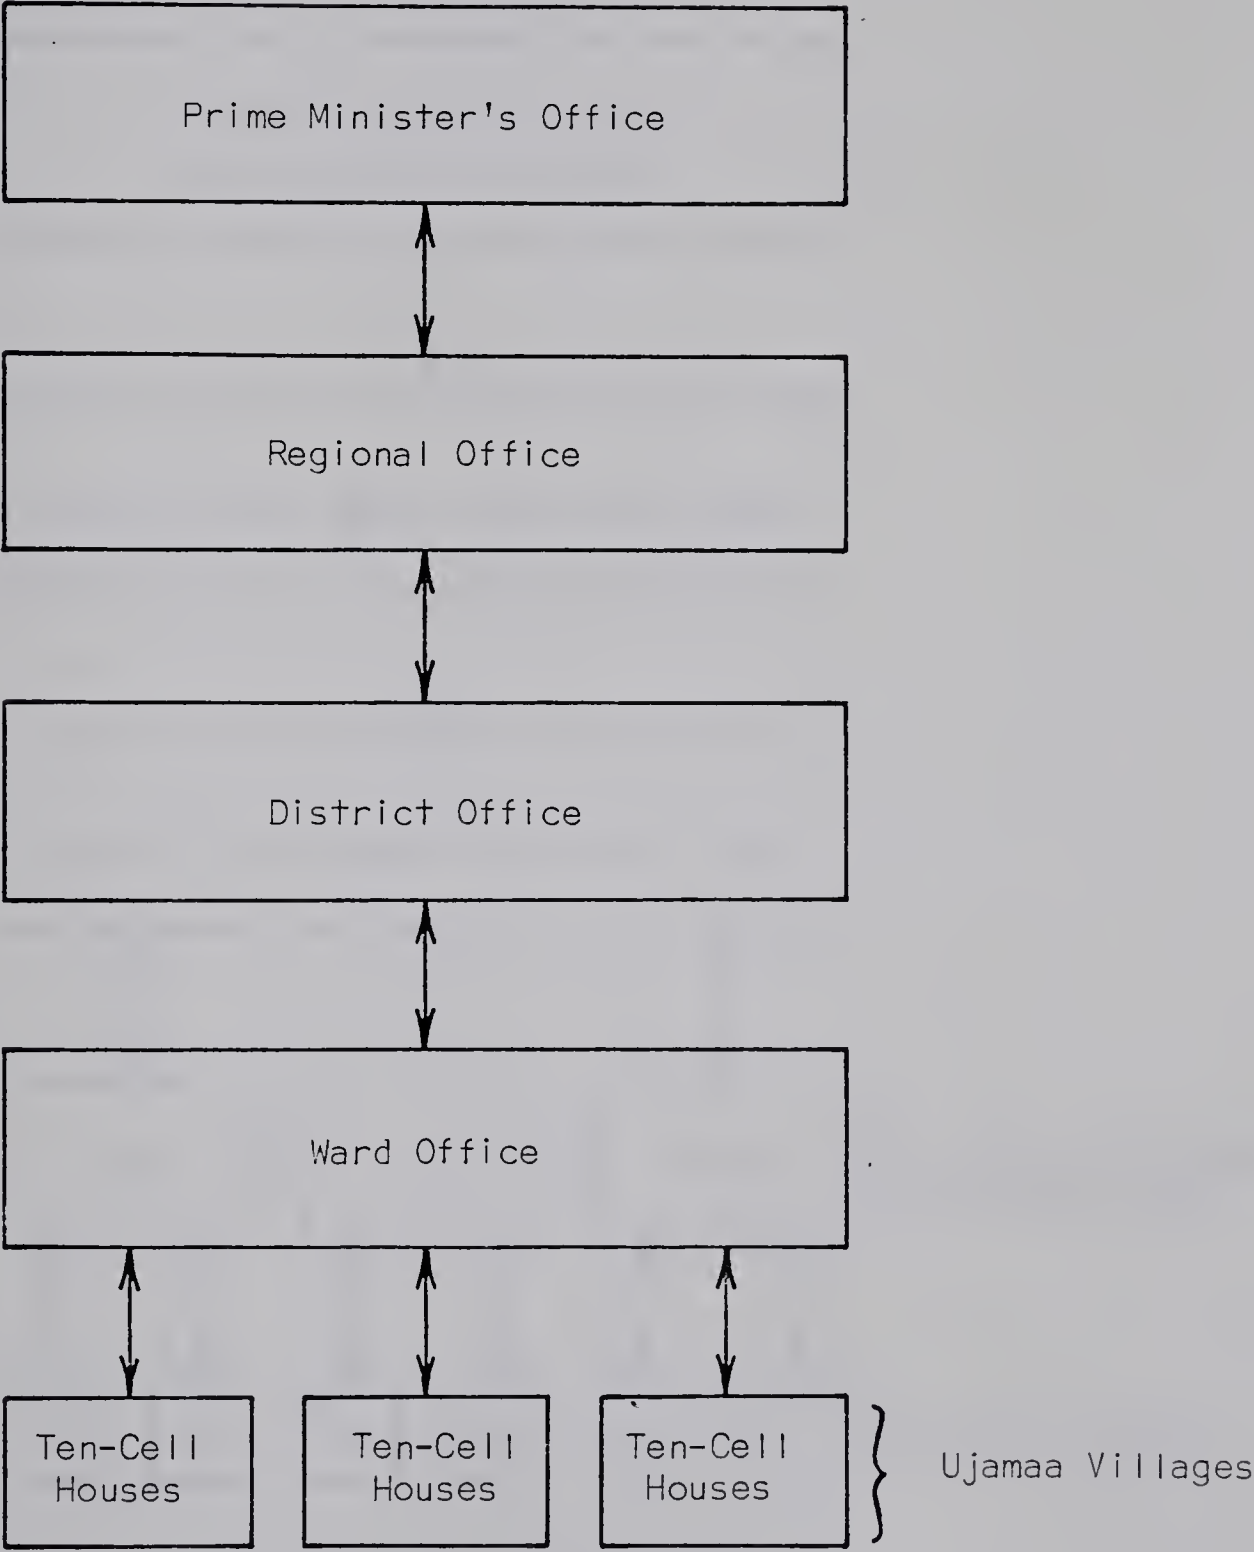 Prime Minister's Office
Regional Office
District Office
Ward Office
Ten-Cell
Houses
Ten-Cell
Houses
Ten-Cell
Houses
Ujamaa Villages